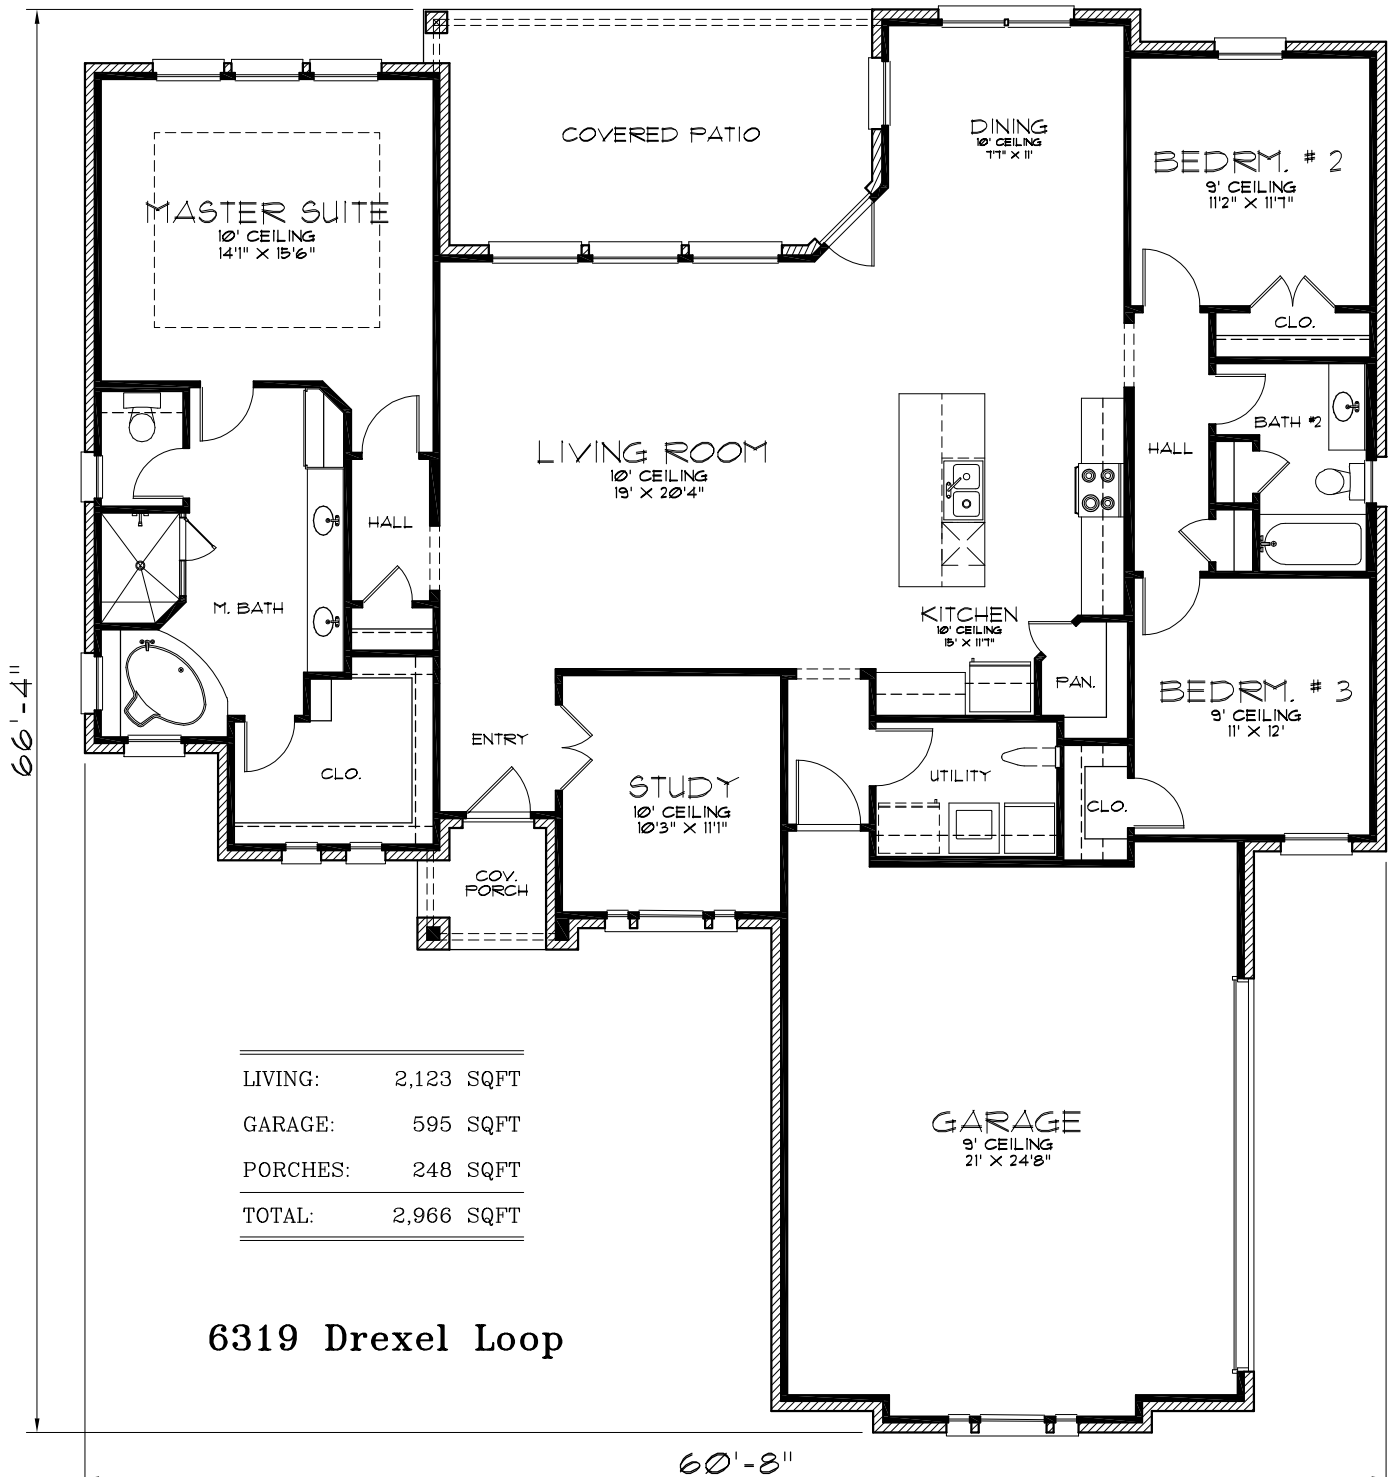 COVERED PATIO
DINING
10' CEILING
7'7" X 11'
BEDRM. # 2
9' CEILING
11'2" X 11'7"
MASTER SUITE
10' CEILING
14'1" X 15'6"
CLO.
BATH #2
HALL
LIVING ROOM
10' CEILING
19' X 20'4"
HALL
M. BATH
KITCHEN
10' CEILING
15' X 11'7"
PAN.
BEDRM. # 3
9' CEILING
11' X 12'
66'-4"
ENTRY
CLO.
STUDY
10' CEILING
10'3" X 11'1"
UTILITY
CLO.
COV.
PORCH
LIVING: 2,123 SQFT
GARAGE: 595 SQFT
PORCHES: 248 SQFT
TOTAL: 2,966 SQFT
GARAGE
9' CEILING
21' X 24'8"
6319 Drexel Loop
60'-8"